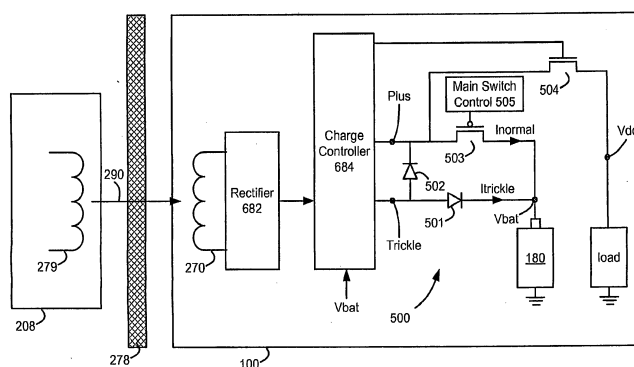 504
Main Switch
Control 505
Plus
Inormal
503
Charge
Controller
684
Vdc
290
Rectifier
682
502
Itrickle
501
Vbat
Trickle
279
270
180
load
Vbat
500
208
278
100